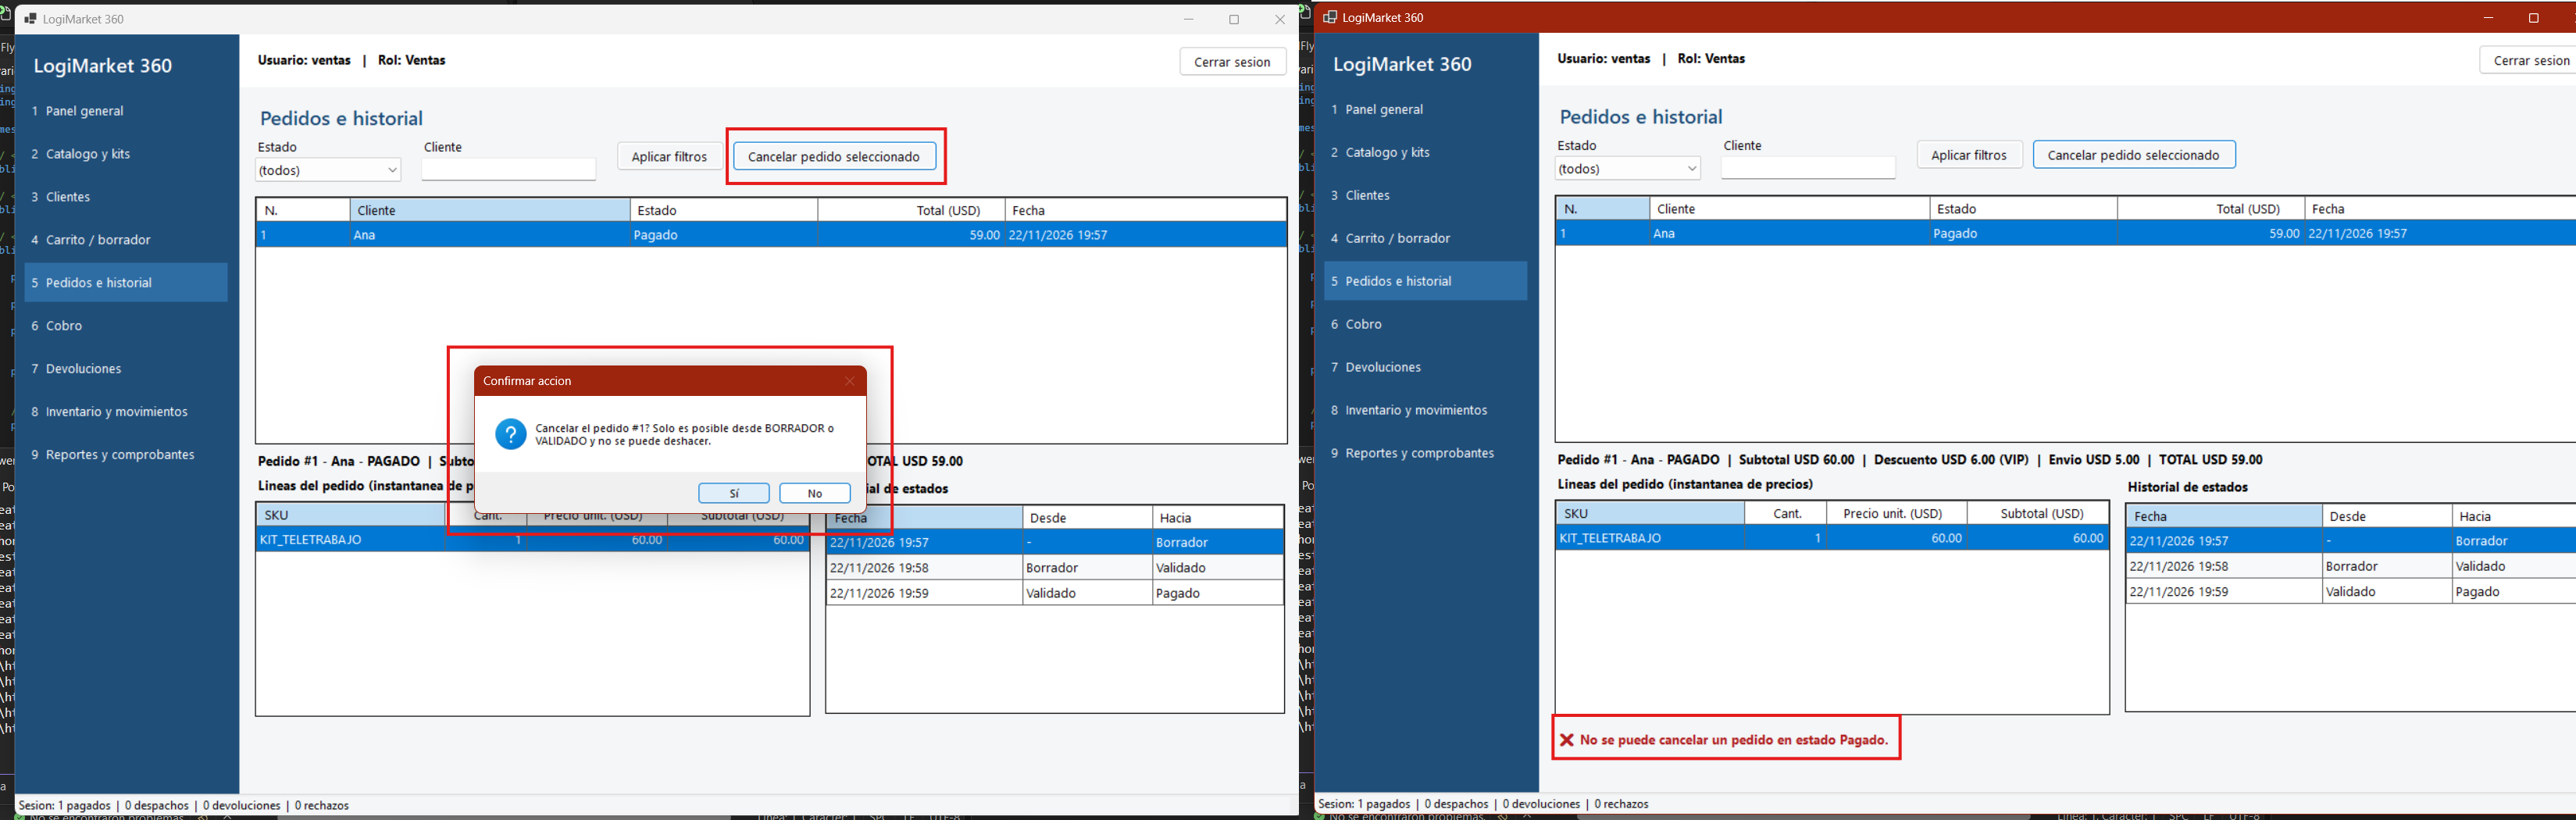 LogiMarket 360
LogiMarket 360
1 Panel general
2 Catalogo y kits
3 Clientes
4 Carrito / borrador
5 Pedidos e historial
6 Cobro
7 Devoluciones
8 Inventario y movimientos
9 Reportes y comprobantes
Usuario: ventas | Rol: Ventas
Cerrar sesion
Pedidos e historial
Estado
Cliente
(todos)
Aplicar filtros
Cancelar pedido seleccionado
N. Cliente Estado Total (USD) Fecha
1 Ana Pagado 59.00 22/11/2026 19:57
Confirmar accion
Cancelar el pedido #1? Solo es posible desde BORRADOR o
VALIDADO y no se puede deshacer.
Sí
No
Pedido #1 - Ana - PAGADO | USD 59.00
Lineas del pedido (instantanea de
de estados
SKU Cant. Precio unit. (USD) Subtotal (USD)
KIT_TELETRABAJO 1 60.00 60.00
Fecha Desde Hacia
22/11/2026 19:57 - Borrador
22/11/2026 19:58 Borrador Validado
22/11/2026 19:59 Validado Pagado
Sesion: 1 pagados | 0 despachos | 0 devoluciones | 0 rechazos
LogiMarket 360
LogiMarket 360
1 Panel general
2 Catalogo y kits
3 Clientes
4 Carrito / borrador
5 Pedidos e historial
6 Cobro
7 Devoluciones
8 Inventario y movimientos
9 Reportes y comprobantes
Usuario: ventas | Rol: Ventas
Cerrar sesion
Pedidos e historial
Estado
Cliente
(todos)
Aplicar filtros
Cancelar pedido seleccionado
N. Cliente Estado Total (USD) Fecha
1 Ana Pagado 59.00 22/11/2026 19:57
Pedido #1 - Ana - PAGADO | Subtotal USD 60.00 | Descuento USD 6.00 (VIP) | Envio USD 5.00 | TOTAL USD 59.00
Lineas del pedido (instantanea de precios)
Historial de estados
SKU Cant. Precio unit. (USD) Subtotal (USD)
KIT_TELETRABAJO 1 60.00 60.00
Fecha Desde Hacia
22/11/2026 19:57 - Borrador
22/11/2026 19:58 Borrador Validado
22/11/2026 19:59 Validado Pagado
No se puede cancelar un pedido en estado Pagado.
Sesion: 1 pagados | 0 despachos | 0 devoluciones | 0 rechazos